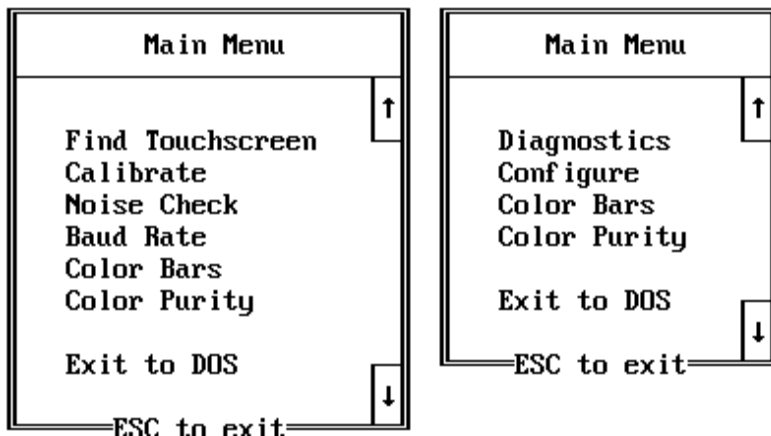 Main Menu
↑
Find Touchscreen
Calibrate
Noise Check
Baud Rate
Color Bars
Color Purity
Exit to DOS
↓
ESC to exit
Main Menu
↑
Diagnostics
Configure
Color Bars
Color Purity
Exit to DOS
↓
ESC to exit